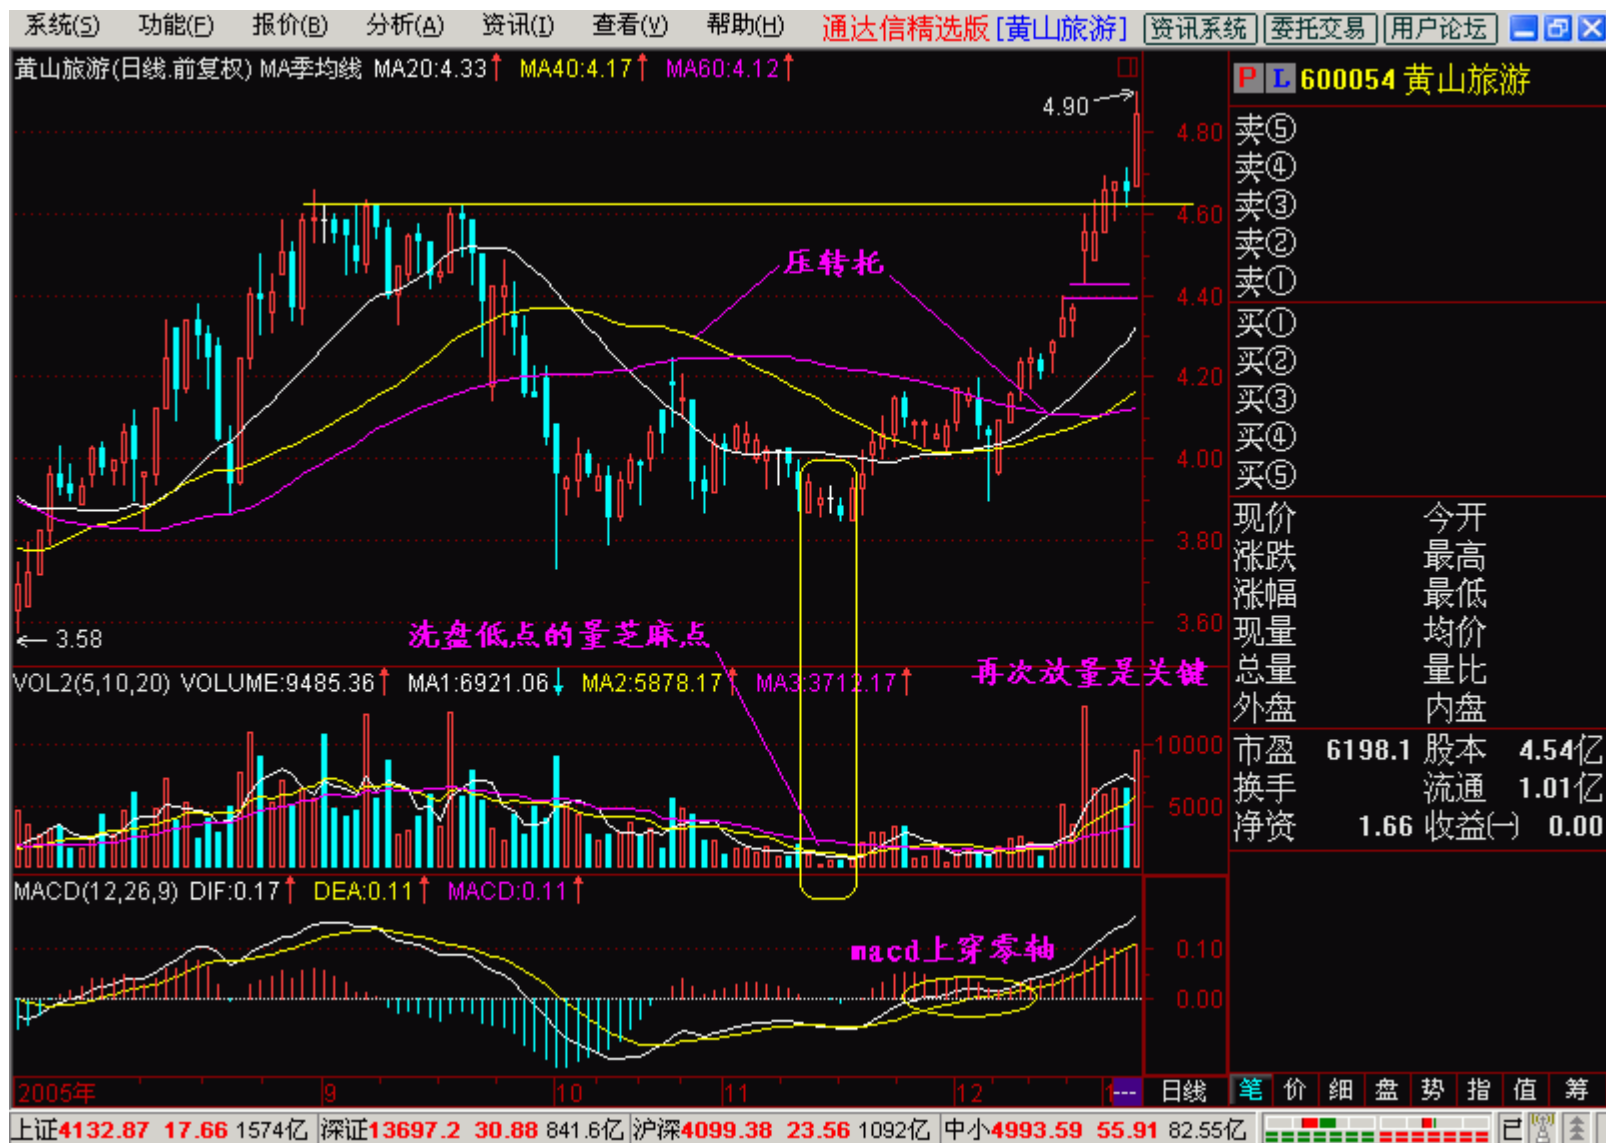 系统(S) 功能(F) 报价(B) 分析(A) 资讯(I) 查看(V) 帮助(H) 通达信精选版 [黄山旅游] 资讯系统 委托交易 用户论坛
黄山旅游(日线.前复权) MA季均线 MA20:4.33↑ MA40:4.17↑ MA60:4.12↑
P L 600054 黄山旅游
4.90
4.80
4.60
4.40
4.20
4.00
3.80
3.60
压转托
3.58
洗盘低点的量芝麻点
再次放量是关键
卖⑤
卖④
卖③
卖②
卖①
买①
买②
买③
买④
买⑤
现价 今开
涨跌 最高
涨幅 最低
现量 均价
总量 量比
外盘 内盘
市盈 6198.1 股本 4.54亿
换手 流通 1.01亿
净资 1.66 收益(一) 0.00
VOL2(5,10,20) VOLUME:9485.36↑ MA1:6921.06↓ MA2:5878.17↑ MA3:3712.17↑
10000
5000
MACD(12,26,9) DIF:0.17↑ DEA:0.11↑ MACD:0.11↑
macd上穿零轴
0.10
0.00
2005年 9 10 11 12 日线 笔 价 细 盘 势 指 值 筹
上证4132.87 17.66 1574亿 深证13697.2 30.88 841.6亿 沪深4099.38 23.56 1092亿 中小4993.59 55.91 82.55亿